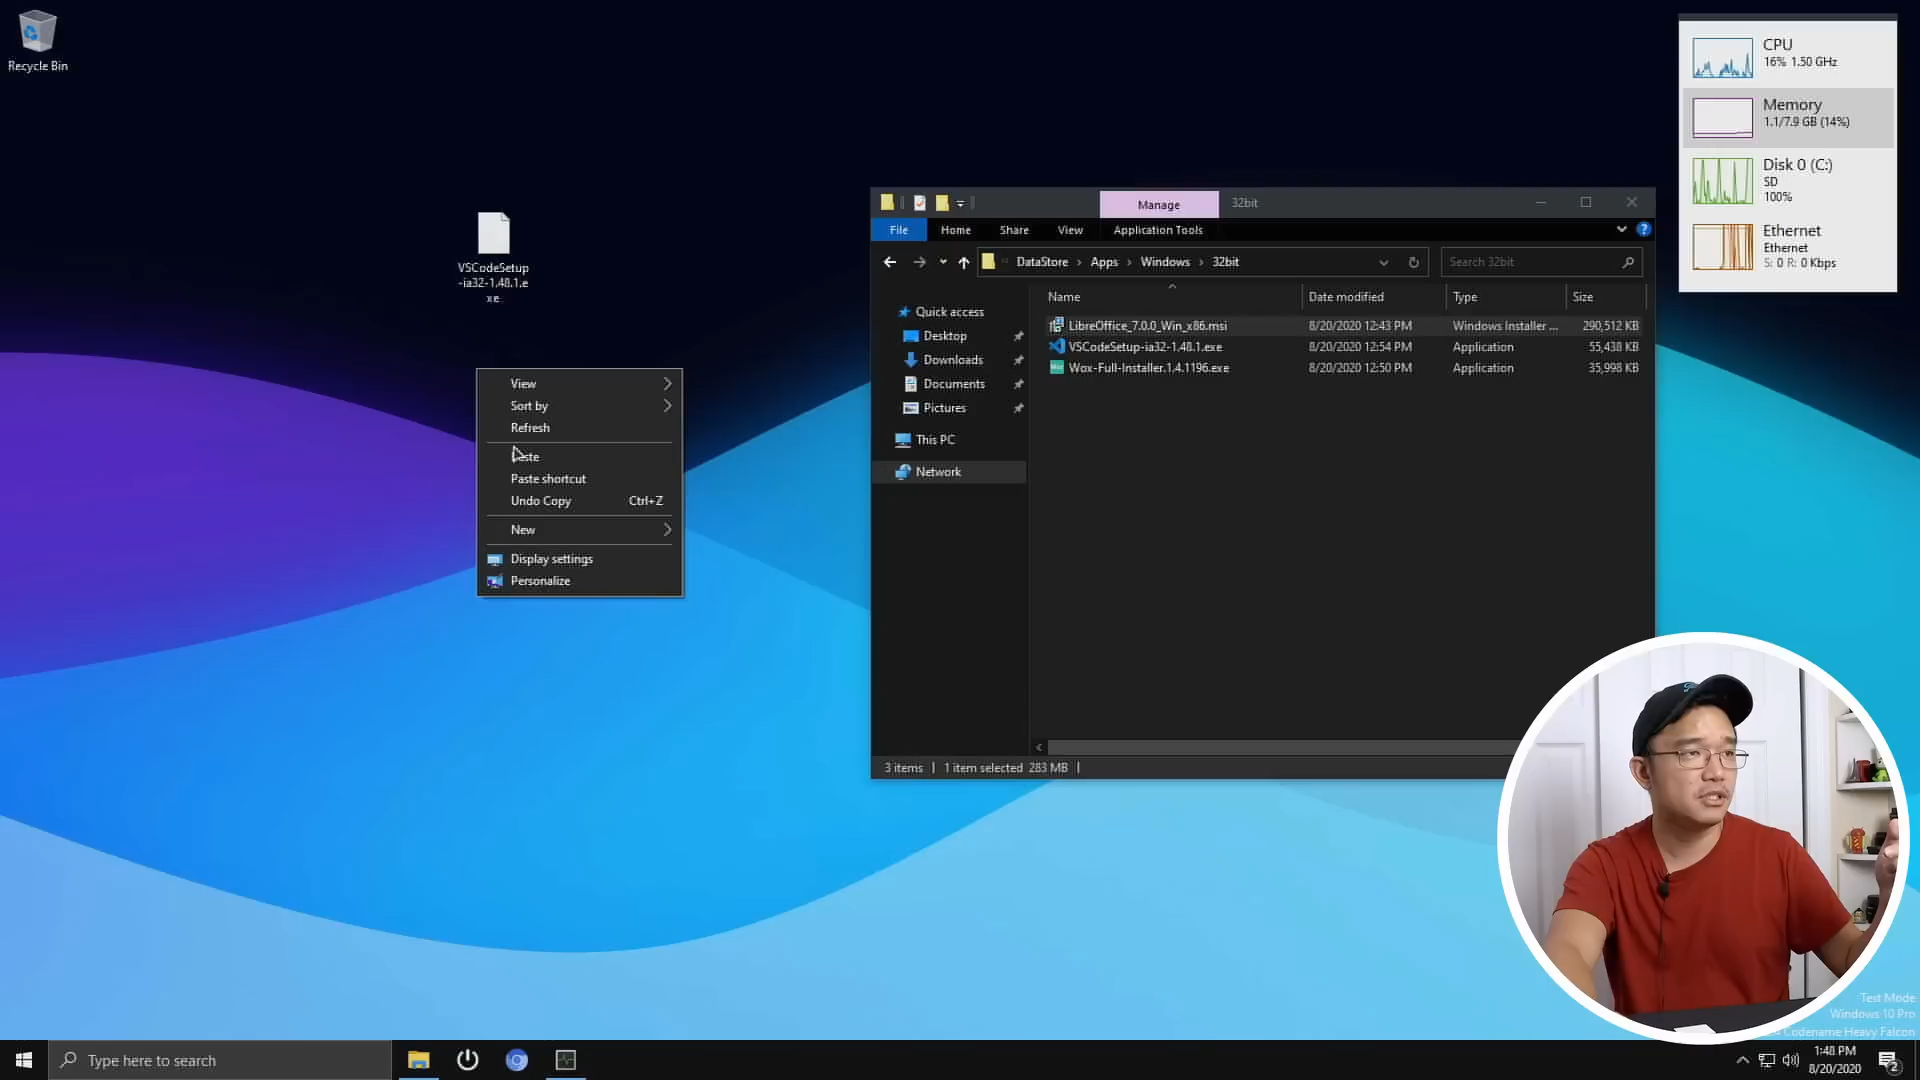 Recycle Bin
VSCodeSetup
-ia32-1.48.1.e
xe
View
Sort by
Refresh
Paste shortcut
Undo Copy Ctrl+Z
New
Display settings
Personalize
Manage 32bit
File Home Share View Application Tools
DataStore › Apps › Windows › 32bit
Search 32bit
Quick access
Desktop
Downloads
Documents
Pictures
This PC
Network
Name Date modified Type Size
LibreOffice_7.0.0_Win_x86.msi 8/20/2020 12:43 PM Windows Installer ... 290,512 KB
VSCodeSetup-ia32-1.48.1.exe 8/20/2020 12:54 PM Application 55,438 KB
Wox-Full-Installer.1.4.1196.exe 8/20/2020 12:50 PM Application 35,998 KB
3 items | 1 item selected 283 MB |
CPU
16% 1.50 GHz
Memory
1.1/7.9 GB (14%)
Disk 0 (C:)
SD
100%
Ethernet
Ethernet
S: 0 R: 0 Kbps
Test Mode
Windows 10 Pro
Codename Heavy Falcon
Type here to search
1:48 PM
8/20/2020
2